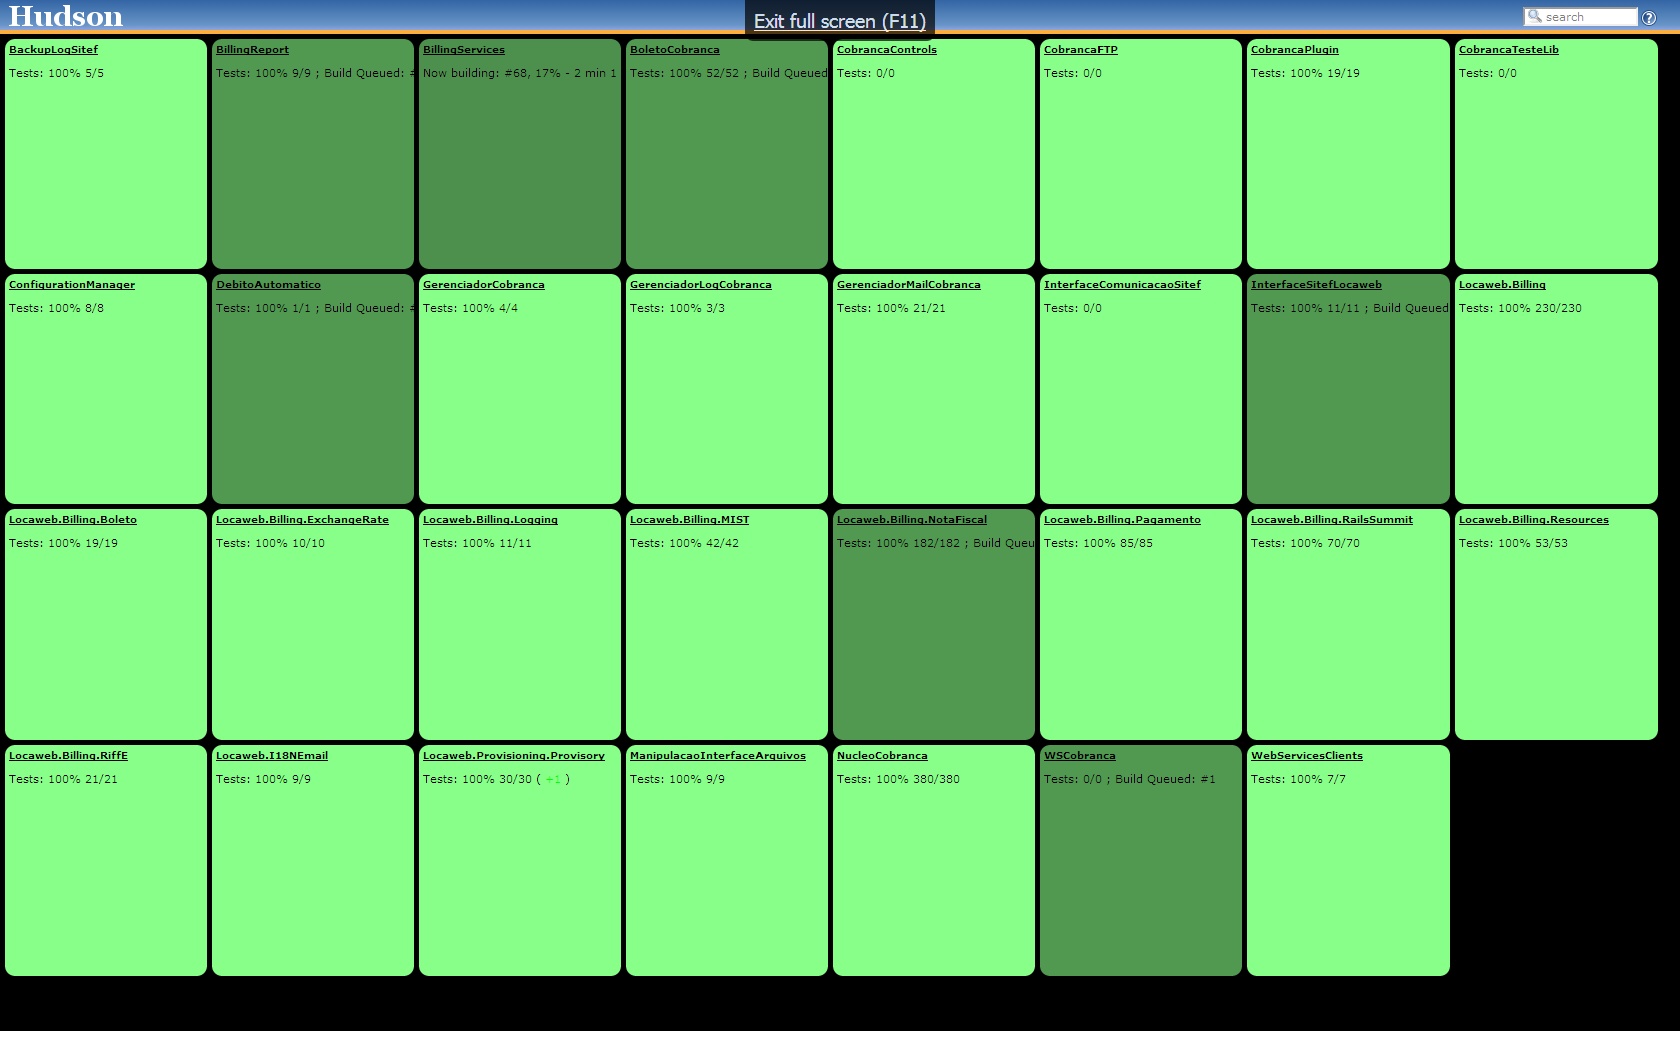 Hudson
Exit full screen (F11)
search
BackupLogSitef
Tests: 100% 5/5
BillingReport
Tests: 100% 9/9 ; Build Queued: #
BillingServices
Now building: #68, 17% - 2 min 1
BoletoCobranca
Tests: 100% 52/52 ; Build Queued
CobrancaControls
Tests: 0/0
CobrancaFTP
Tests: 0/0
CobrancaPlugin
Tests: 100% 19/19
CobrancaTesteLib
Tests: 0/0
ConfigurationManager
Tests: 100% 8/8
DebitoAutomatico
Tests: 100% 1/1 ; Build Queued: #
GerenciadorCobranca
Tests: 100% 4/4
GerenciadorLogCobranca
Tests: 100% 3/3
GerenciadorMailCobranca
Tests: 100% 21/21
InterfaceComunicacaoSitef
Tests: 0/0
InterfaceSitefLocaweb
Tests: 100% 11/11 ; Build Queued
Locaweb.Billing
Tests: 100% 230/230
Locaweb.Billing.Boleto
Tests: 100% 19/19
Locaweb.Billing.ExchangeRate
Tests: 100% 10/10
Locaweb.Billing.Logging
Tests: 100% 11/11
Locaweb.Billing.MIST
Tests: 100% 42/42
Locaweb.Billing.NotaFiscal
Tests: 100% 182/182 ; Build Queu
Locaweb.Billing.Pagamento
Tests: 100% 85/85
Locaweb.Billing.RailsSummit
Tests: 100% 70/70
Locaweb.Billing.Resources
Tests: 100% 53/53
Locaweb.Billing.RiffE
Tests: 100% 21/21
Locaweb.I18NEmail
Tests: 100% 9/9
Locaweb.Provisioning.Provisory
Tests: 100% 30/30 ( +1 )
ManipulacaoInterfaceArquivos
Tests: 100% 9/9
NucleoCobranca
Tests: 100% 380/380
WSCobranca
Tests: 0/0 ; Build Queued: #1
WebServicesClients
Tests: 100% 7/7